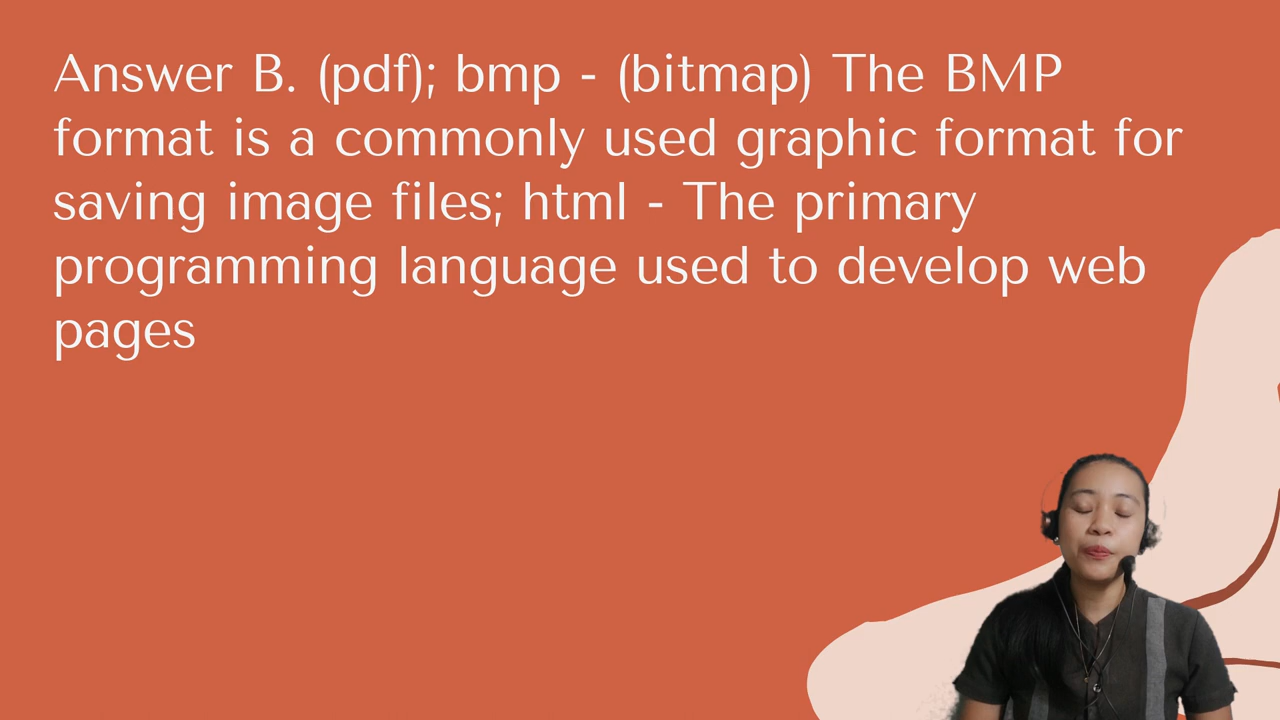 Answer B. (pdf); bmp - (bitmap) The BMP
format is a commonly used graphic format for
saving image files; html - The primary
programming language used to develop web
pages